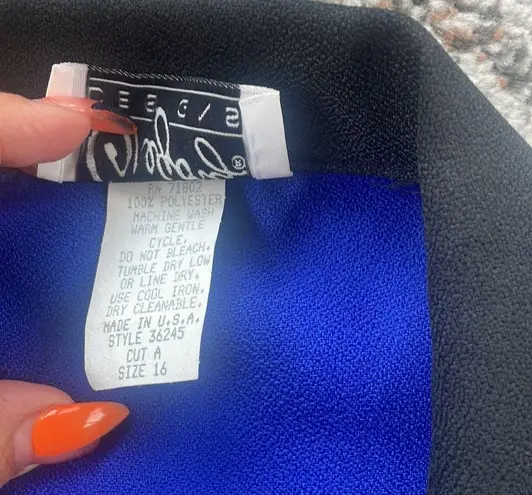 ®
RN 71802
100% POLYESTER
MACHINE WASH
WARM GENTLE
CYCLE.
DO NOT BLEACH.
TUMBLE DRY LOW
OR LINE DRY.
USE COOL IRON.
DRY CLEANABLE.
MADE IN U.S.A.
STYLE 36245
CUT A
SIZE 16